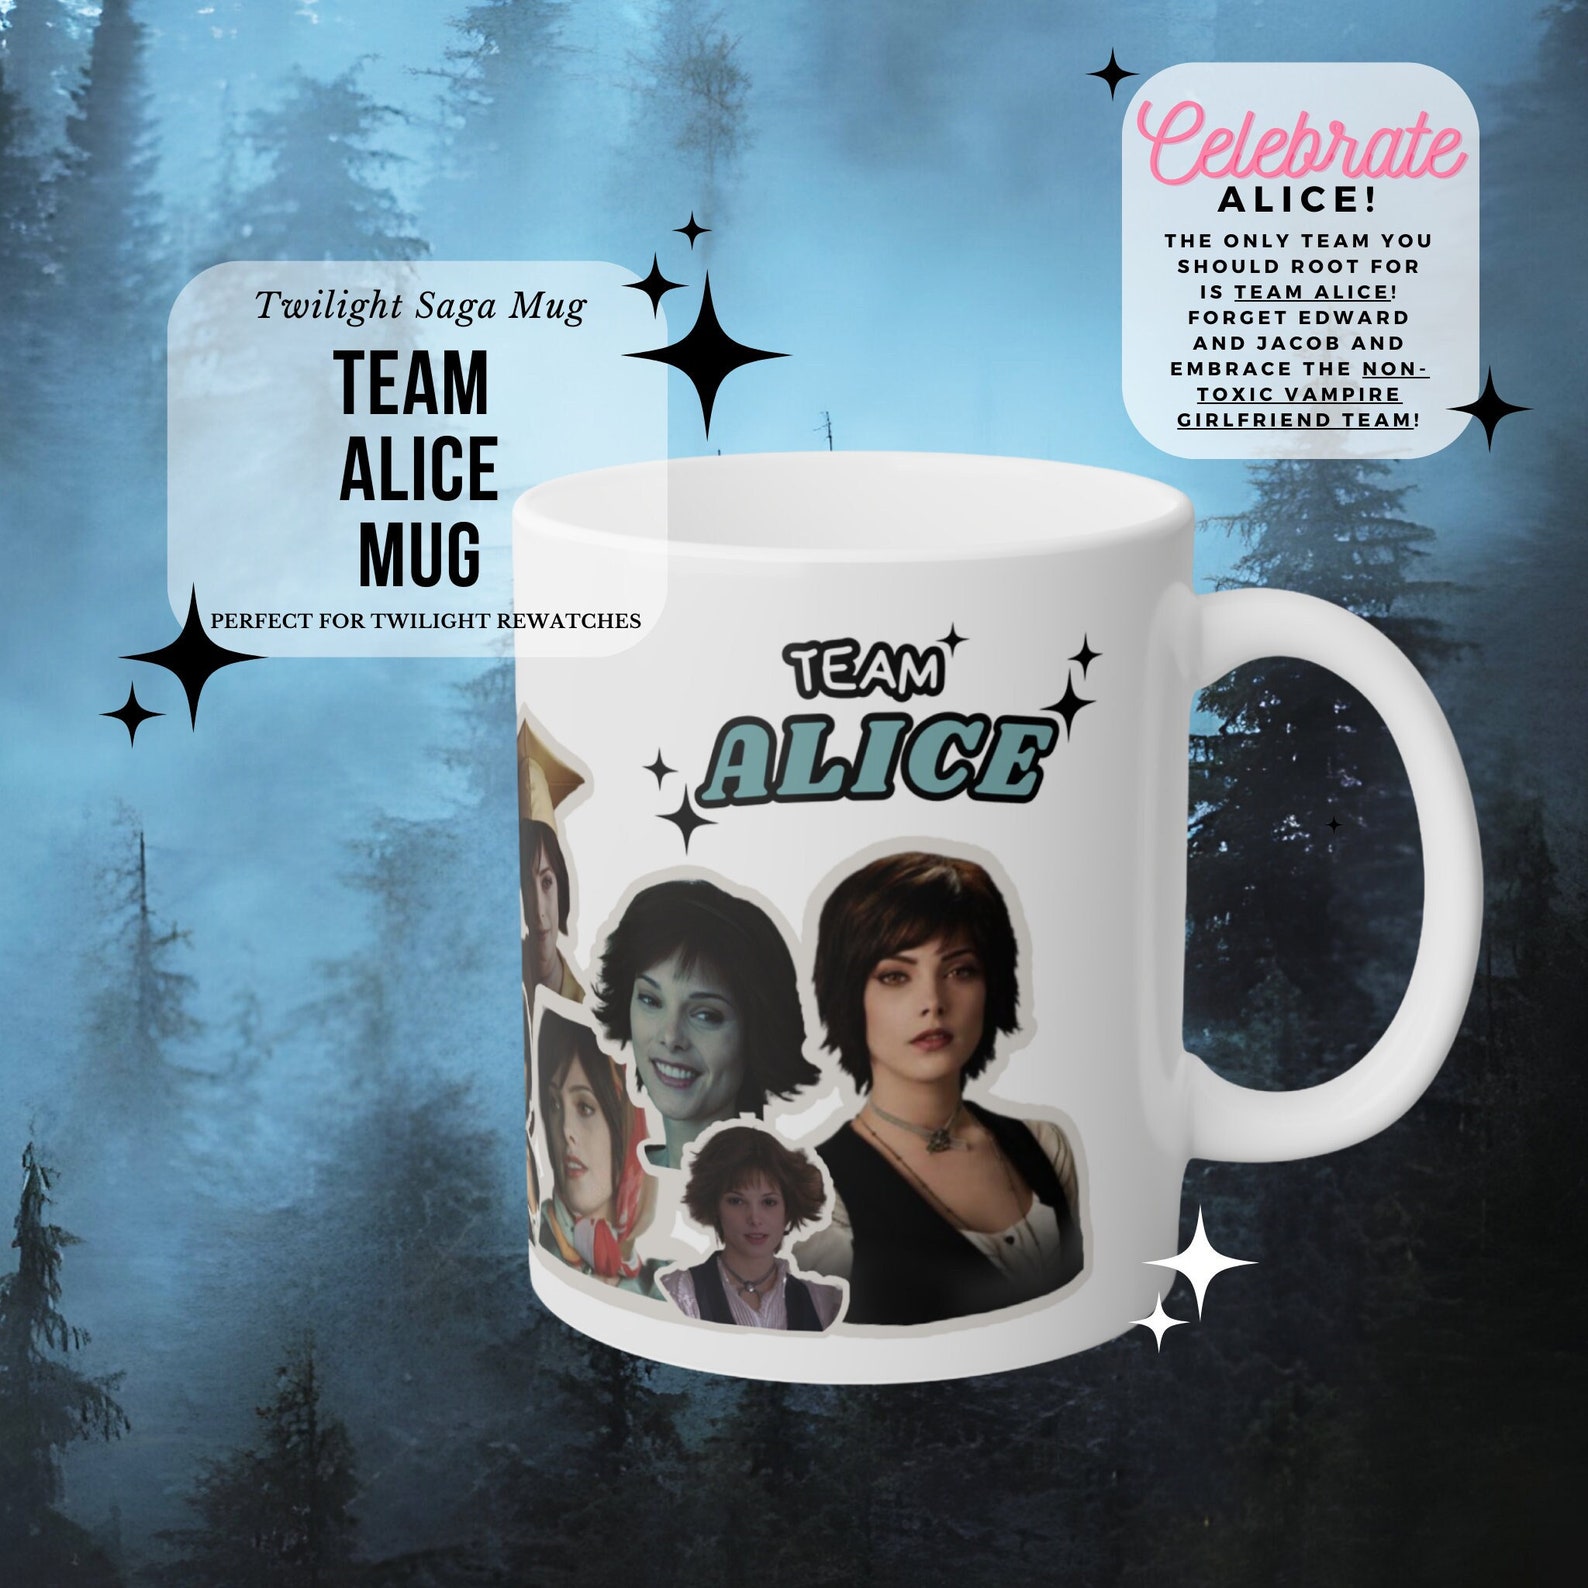 Celebrate
ALICE!
THE ONLY TEAM YOU
SHOULD ROOT FOR
IS TEAM ALICE!
FORGET EDWARD
AND JACOB AND
EMBRACE THE NON-
TOXIC VAMPIRE
GIRLFRIEND TEAM!
Twilight Saga Mug
TEAM
ALICE
MUG
PERFECT FOR TWILIGHT REWATCHES
TEAM
ALICE